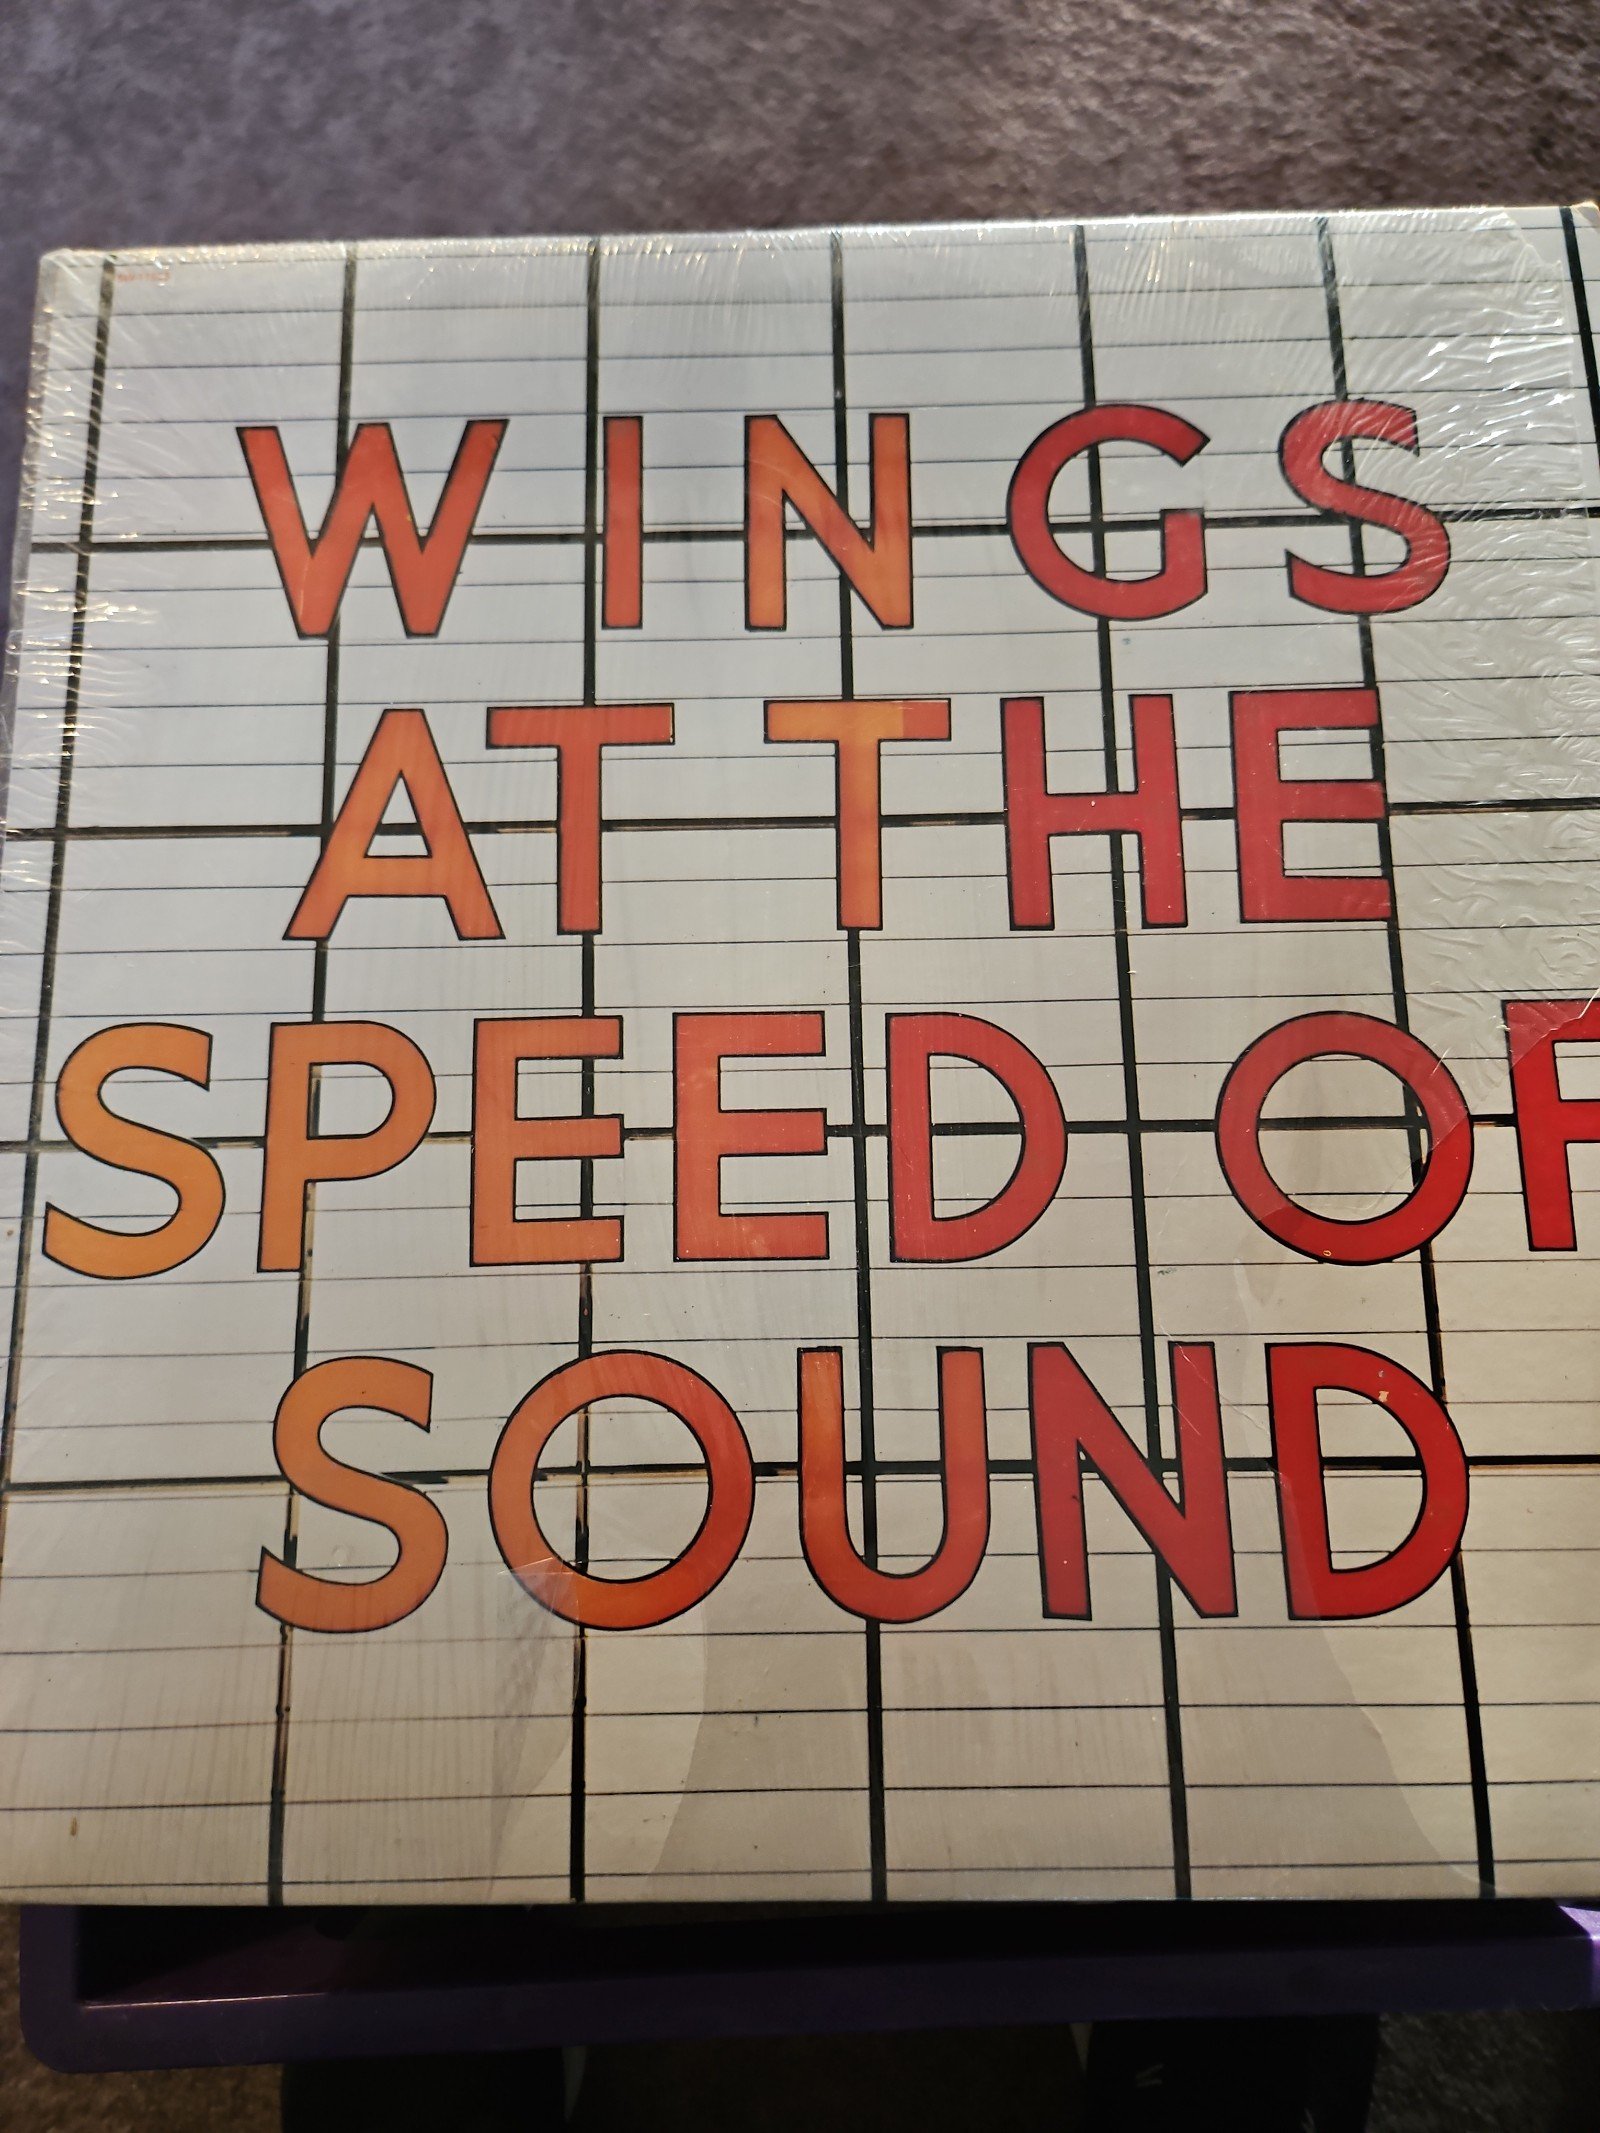 WINGS
AT THE
SPEED OF
SOUND